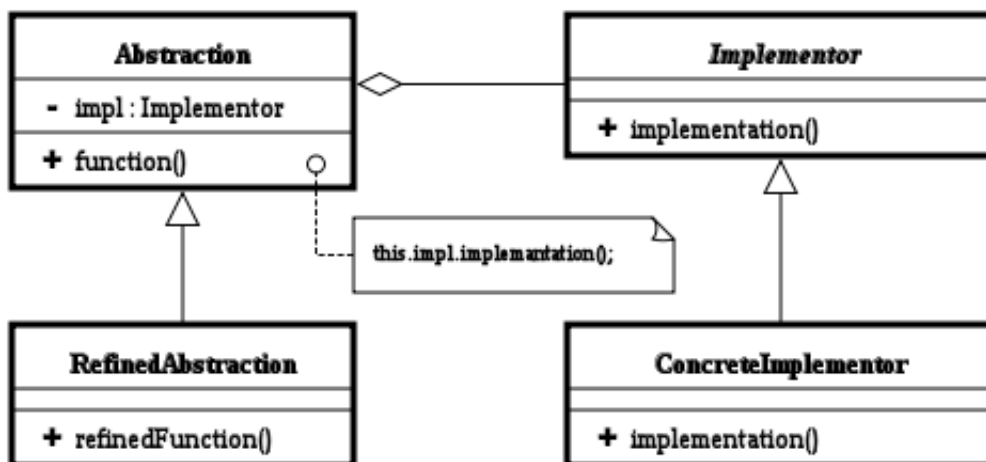 Abstraction
- impl : Implementor
+ function()
Implementor
+ implementation()
this.impl.implemantation();
RefinedAbstraction
+ refinedFunction()
ConcreteImplementor
+ implementation()